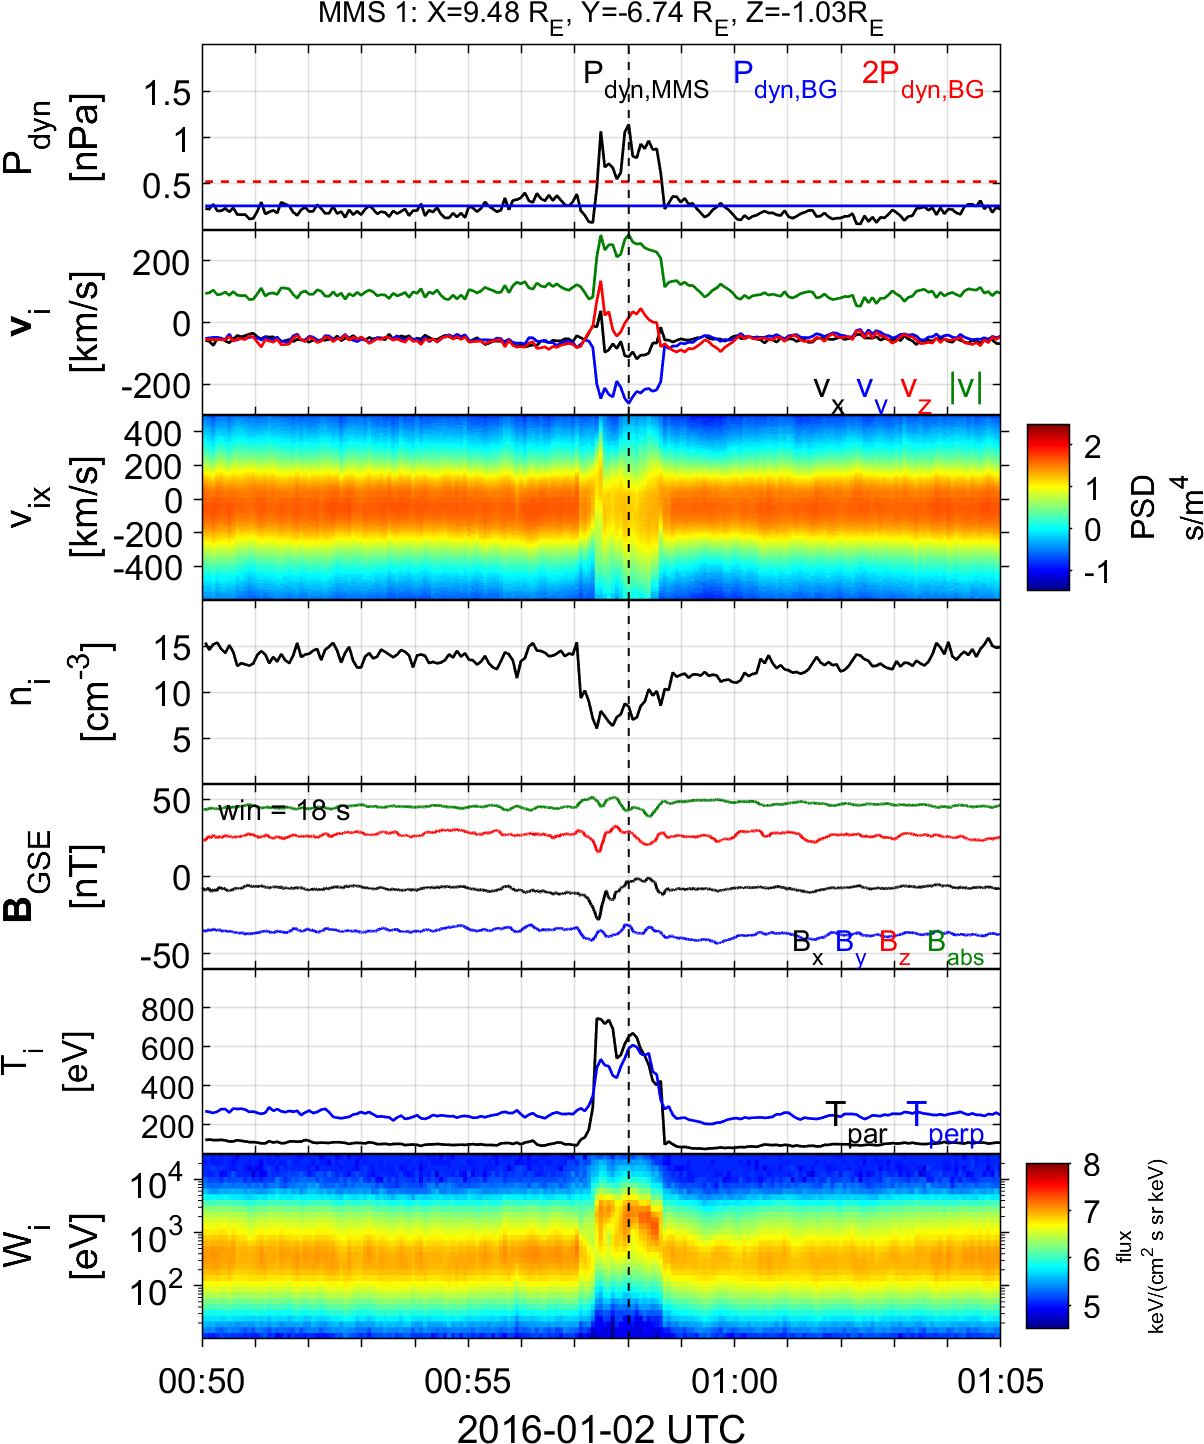 MMS 1: X=9.48 R_E, Y=-6.74 R_E, Z=-1.03R_E
P_dyn [nPa]
1.5
1
0.5
P_dyn,MMS P_dyn,BG 2P_dyn,BG
v_i [km/s]
200
0
-200
v_x v_y v_z |v|
v_ix [km/s]
400
200
0
-200
-400
2
1
0
-1
PSD s/m^4
n_i [cm^-3]
15
10
5
B_GSE [nT]
50
0
-50
win = 18 s
B_x B_y B_z B_abs
T_i [eV]
800
600
400
200
T_par T_perp
W_i [eV]
10^4
10^3
10^2
8
7
6
5
flux keV/(cm^2 s sr keV)
00:50 00:55 01:00 01:05
2016-01-02 UTC